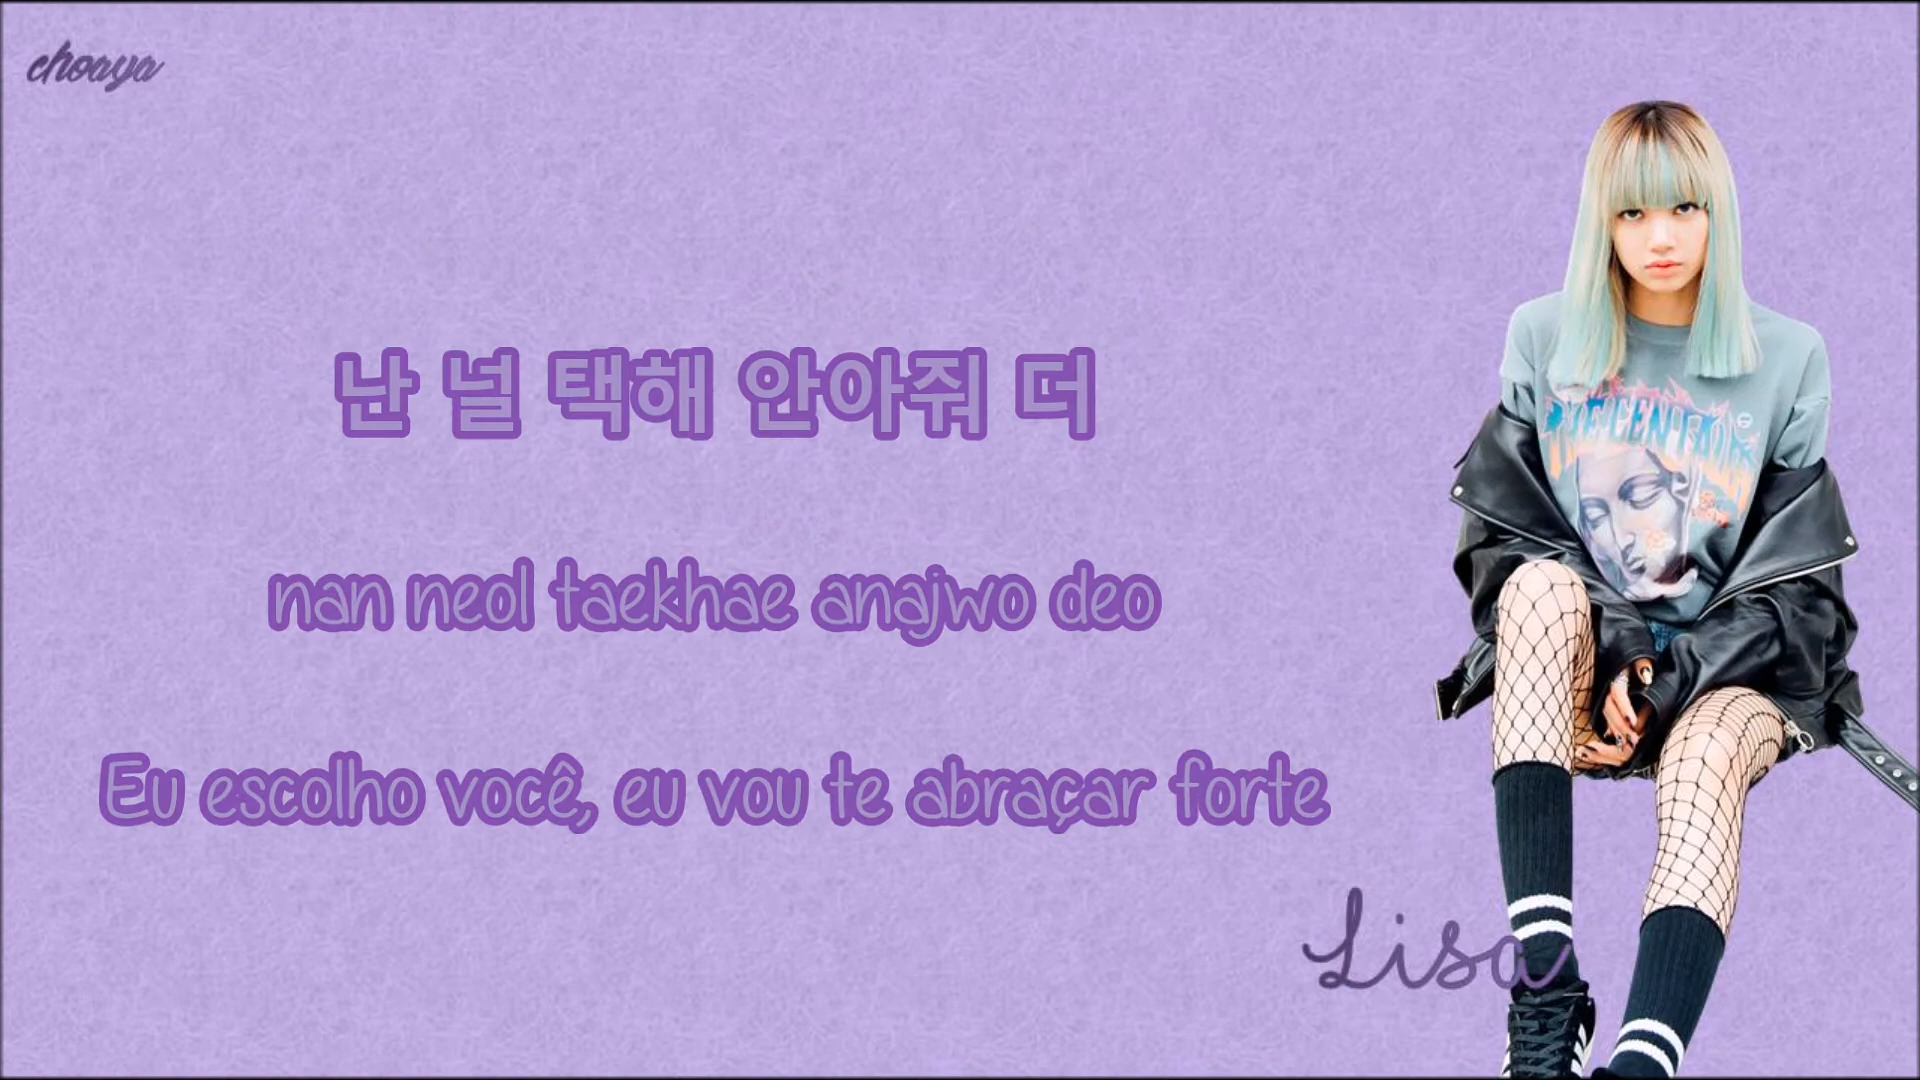 choaya
난 널 택해 안아줘 더
nan neol taekhae anajwo deo
Eu escolho você, eu vou te abraçar forte
Lisa